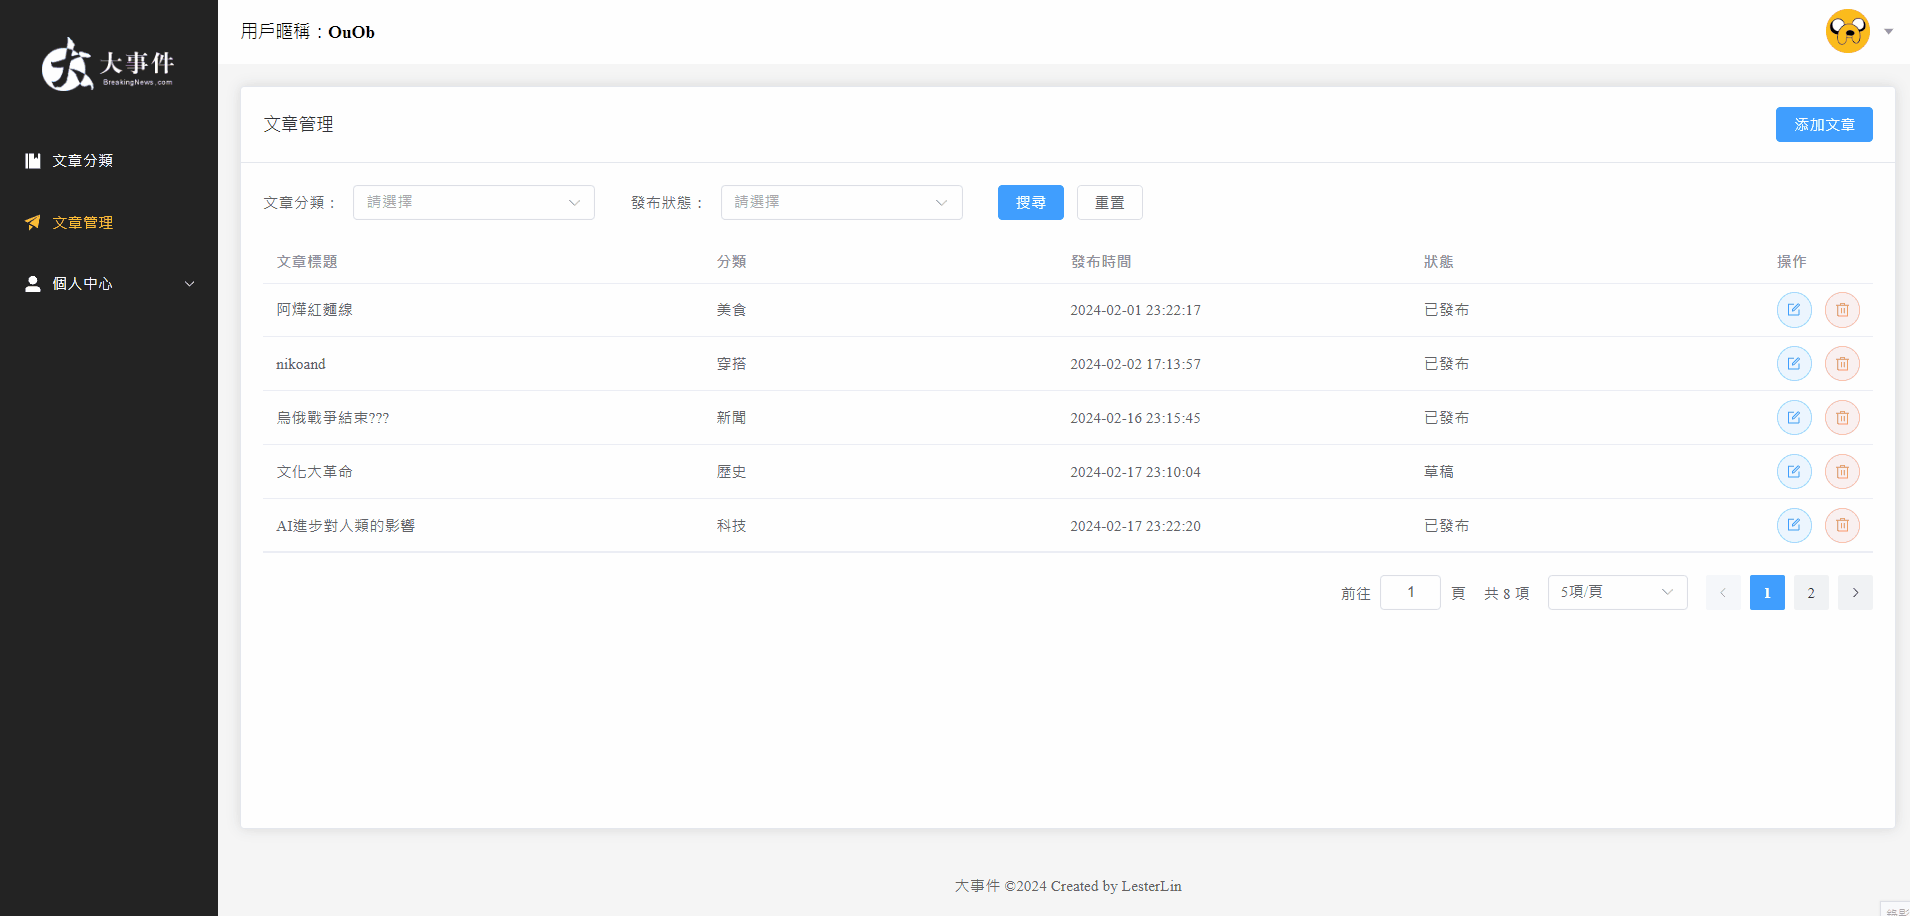 大事件
BreakingNews.com
文章分類
文章管理
個人中心
用戶暱稱：OuOb
文章管理
添加文章
文章分類： 請選擇 發布狀態： 請選擇 搜尋 重置
文章標題 分類 發布時間 狀態 操作
阿燁紅麵線 美食 2024-02-01 23:22:17 已發布
nikoand 穿搭 2024-02-02 17:13:57 已發布
烏俄戰爭結束??? 新聞 2024-02-16 23:15:45 已發布
文化大革命 歷史 2024-02-17 23:10:04 草稿
AI進步對人類的影響 科技 2024-02-17 23:22:20 已發布
前往 1 頁 共 8 項 5項/頁 1 2
大事件 ©2024 Created by LesterLin